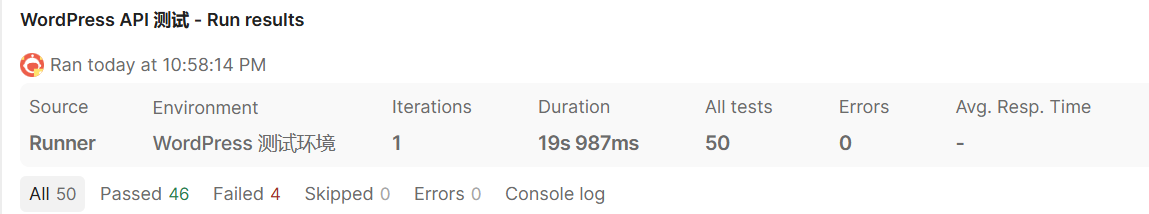 WordPress API 测试 - Run results
Ran today at 10:58:14 PM
Source Environment Iterations Duration All tests Errors Avg. Resp. Time
Runner WordPress 测试环境 1 19s 987ms 50 0 -
All 50 Passed 46 Failed 4 Skipped 0 Errors 0 Console log